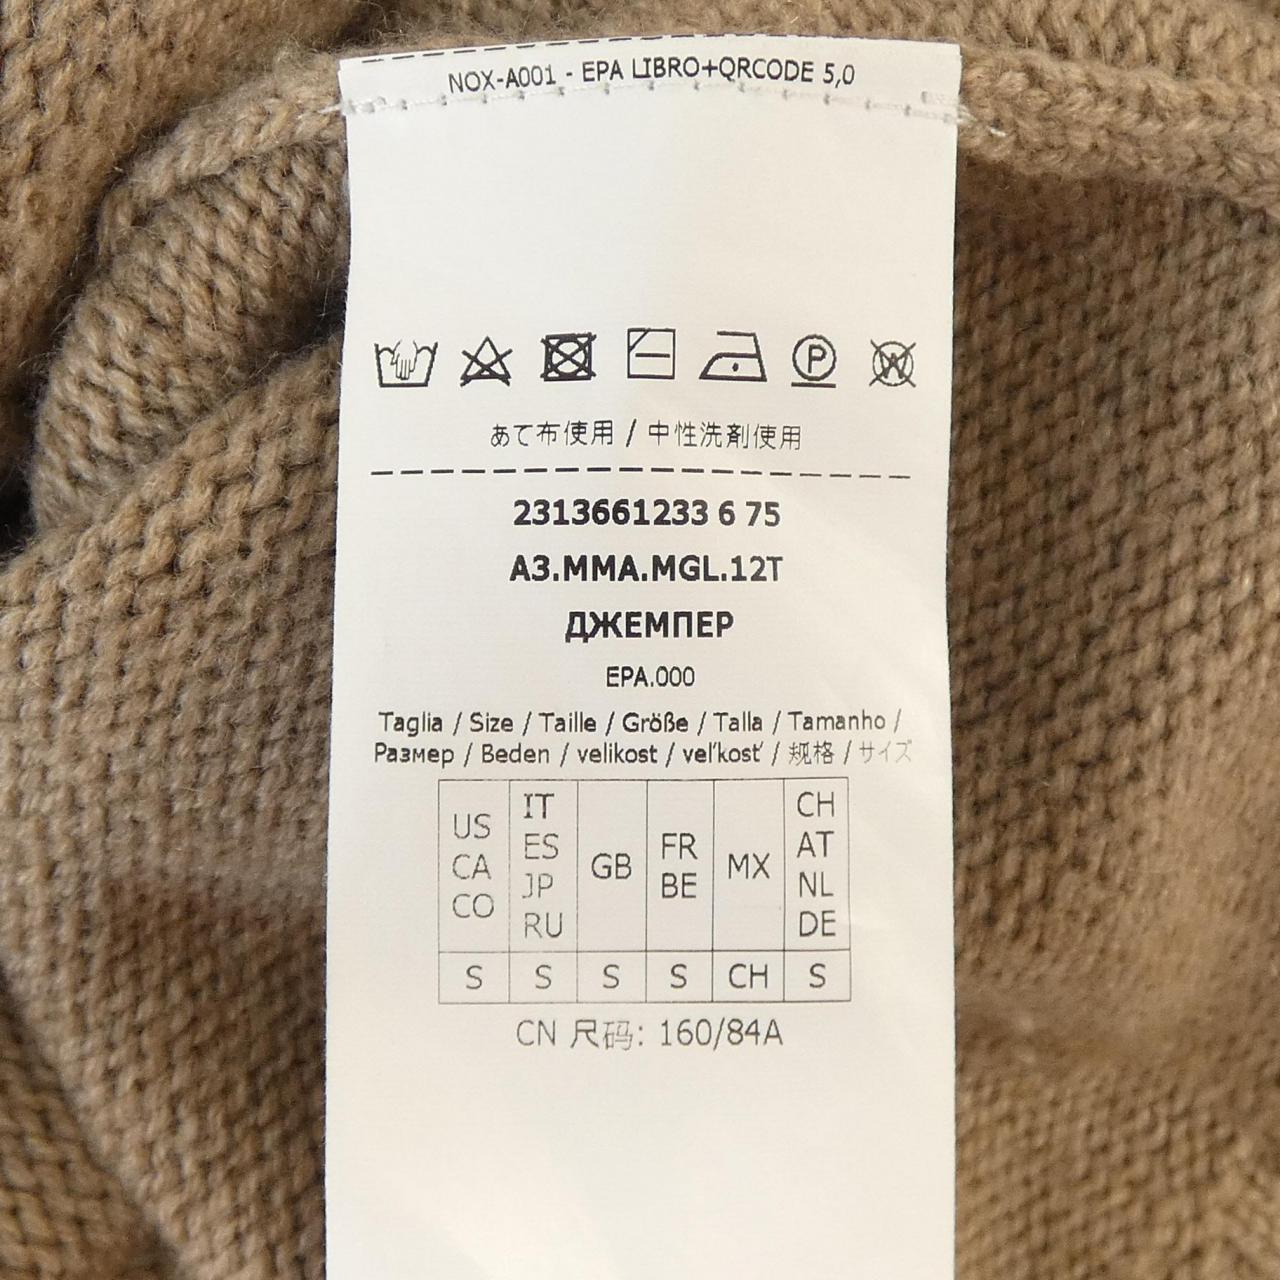 NOX-A001 - EPA LIBRO+QRCODE 5,0
P
W
あて布使用 / 中性洗剤使用
2313661233 6 75
A3.MMA.MGL.12T
ДЖЕМПЕР
EPA.000
Taglia / Size / Taille / Größe / Talla / Tamanho /
Размер / Beden / velikost / veľkosť / 规格 / サイズ
US CA CO IT ES JP RU GB FR BE MX CH AT NL DE
S S S S CH S
CN 尺码: 160/84A